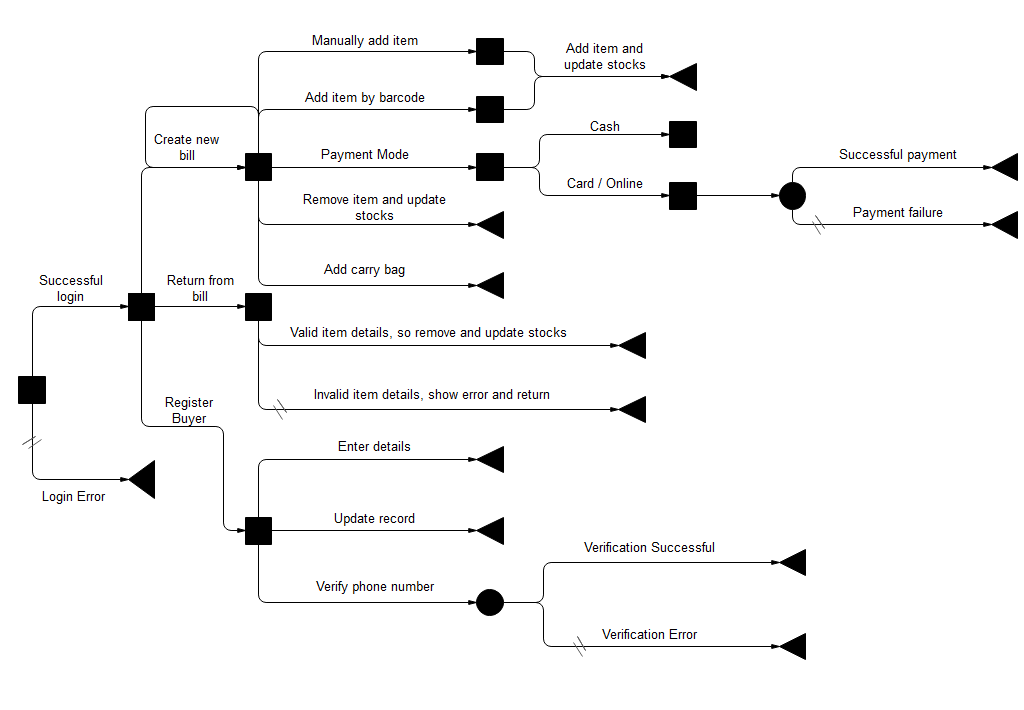 Manually add item
Add item and
update stocks
Add item by barcode
Cash
Create new
bill
Payment Mode
Successful payment
Card / Online
Remove item and update
stocks
Payment failure
Add carry bag
Successful
login
Return from
bill
Valid item details, so remove and update stocks
Invalid item details, show error and return
Register
Buyer
Enter details
Login Error
Update record
Verification Successful
Verify phone number
Verification Error